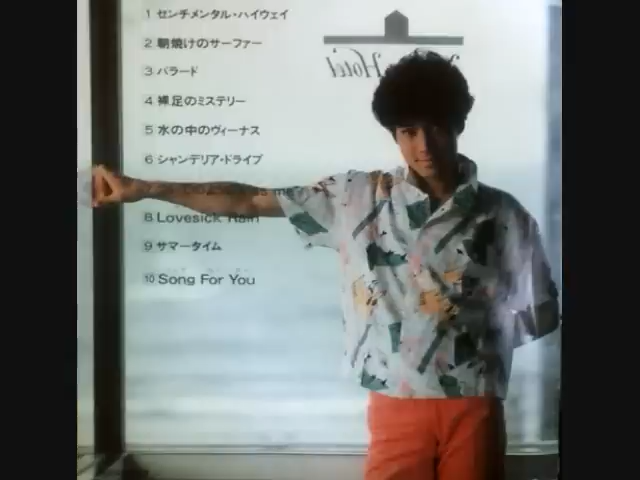 1 センチメンタル・ハイウェイ
2 朝焼けのサーファー
3 バラード
4 裸足のミステリー
5 水の中のヴィーナス
6 シャンデリア・ドライブ
8 Lovesick Rain
9 サマータイム
10 Song For You
Hotel